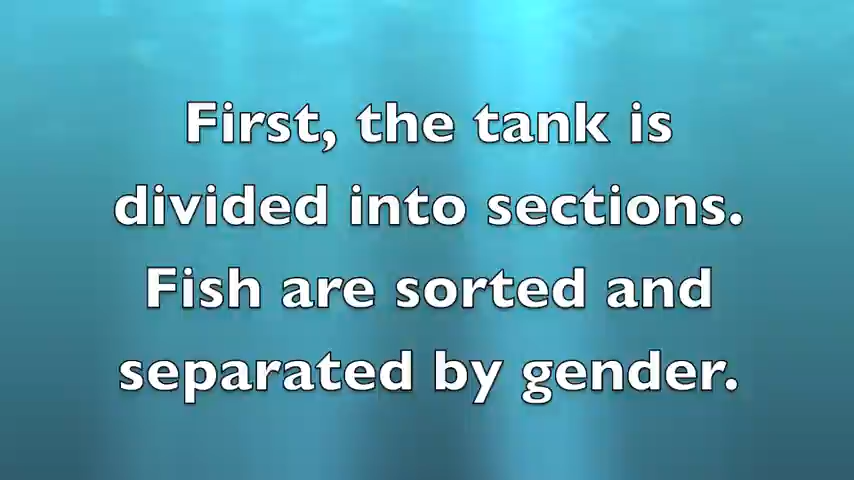 First, the tank is
divided into sections.
Fish are sorted and
separated by gender.